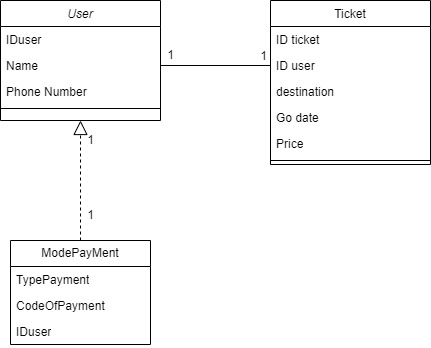 User
IDuser
Name
Phone Number
1
1
Ticket
ID ticket
ID user
destination
Go date
Price
1
1
ModePayMent
TypePayment
CodeOfPayment
IDuser